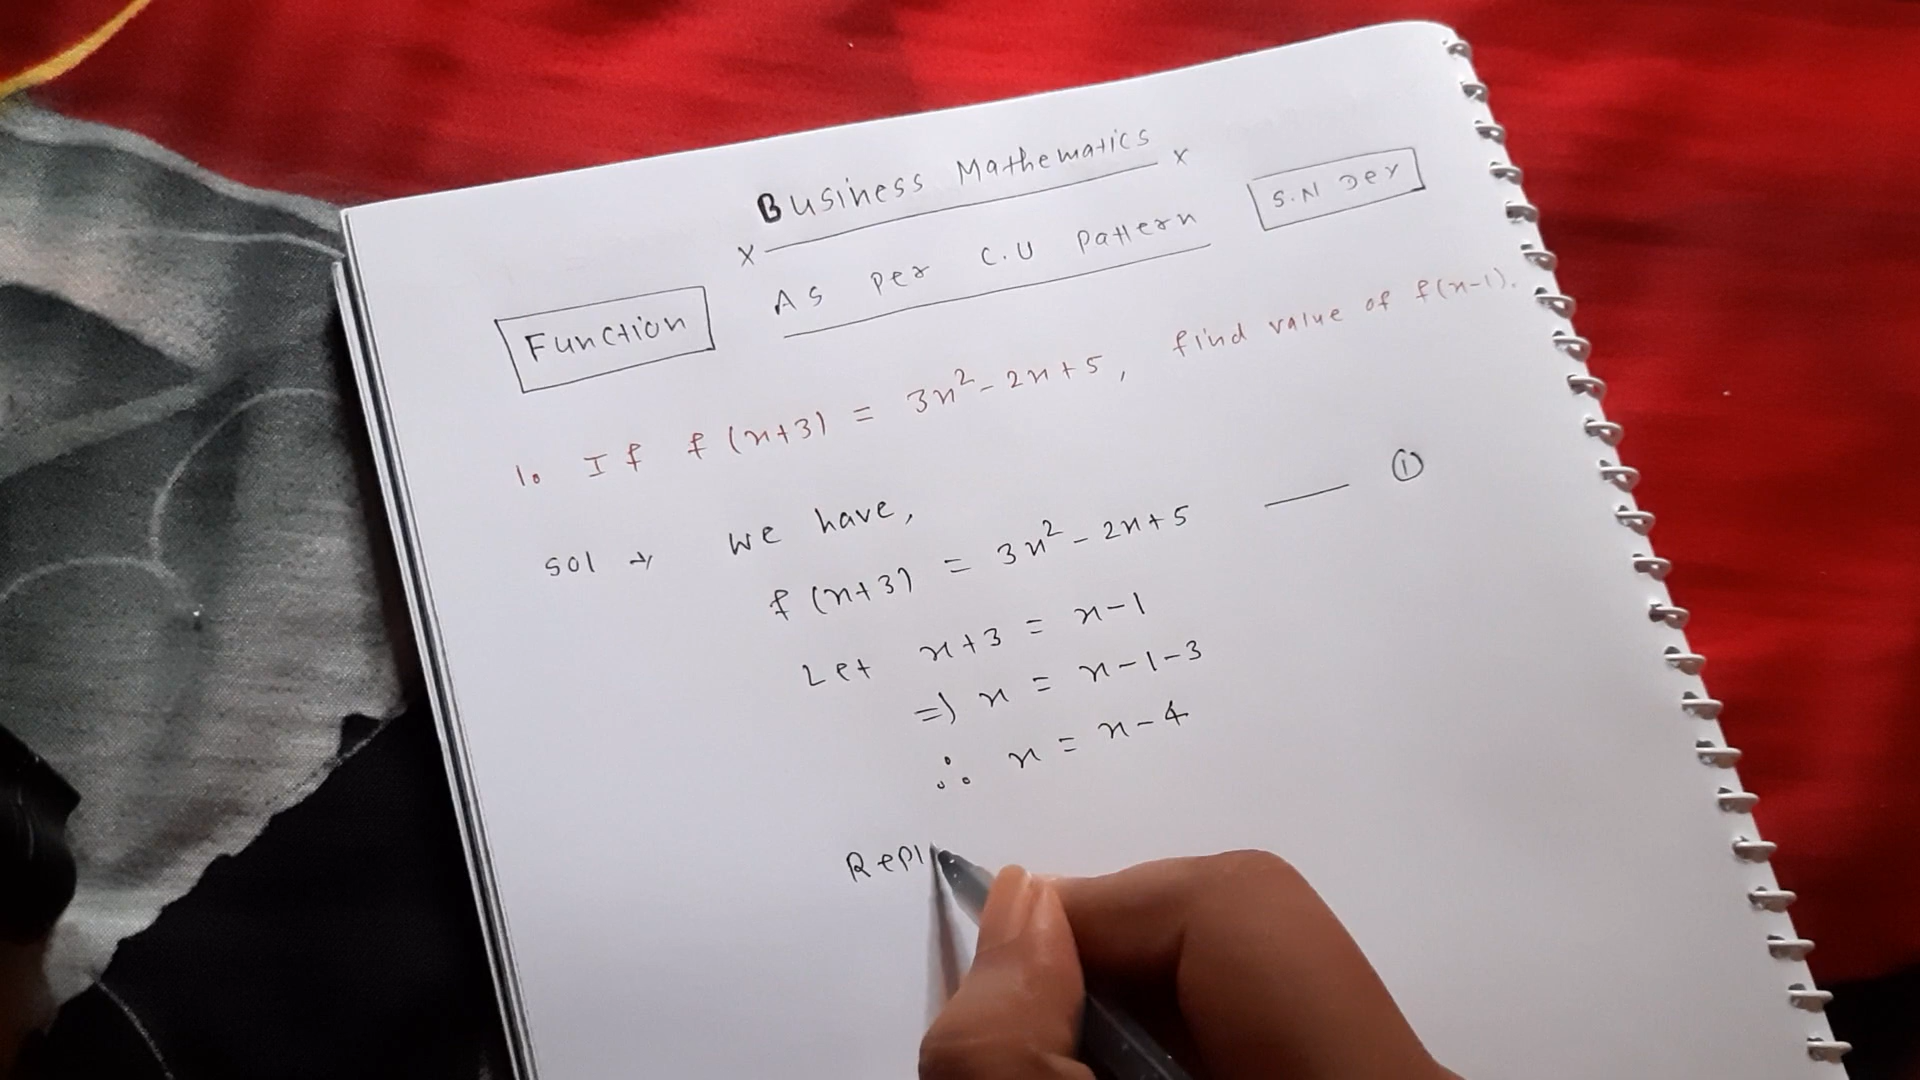 Business Mathematics
x x
As per C.U Pattern
S.N Dey
Function
1. If f(x+3) = 3x² - 2x + 5, find value of f(x-1).
Sol → we have,
f(x+3) = 3x² - 2x + 5 —— ①
Let x+3 = x-1
=> x = x-1-3
∴ x = x-4
Repl